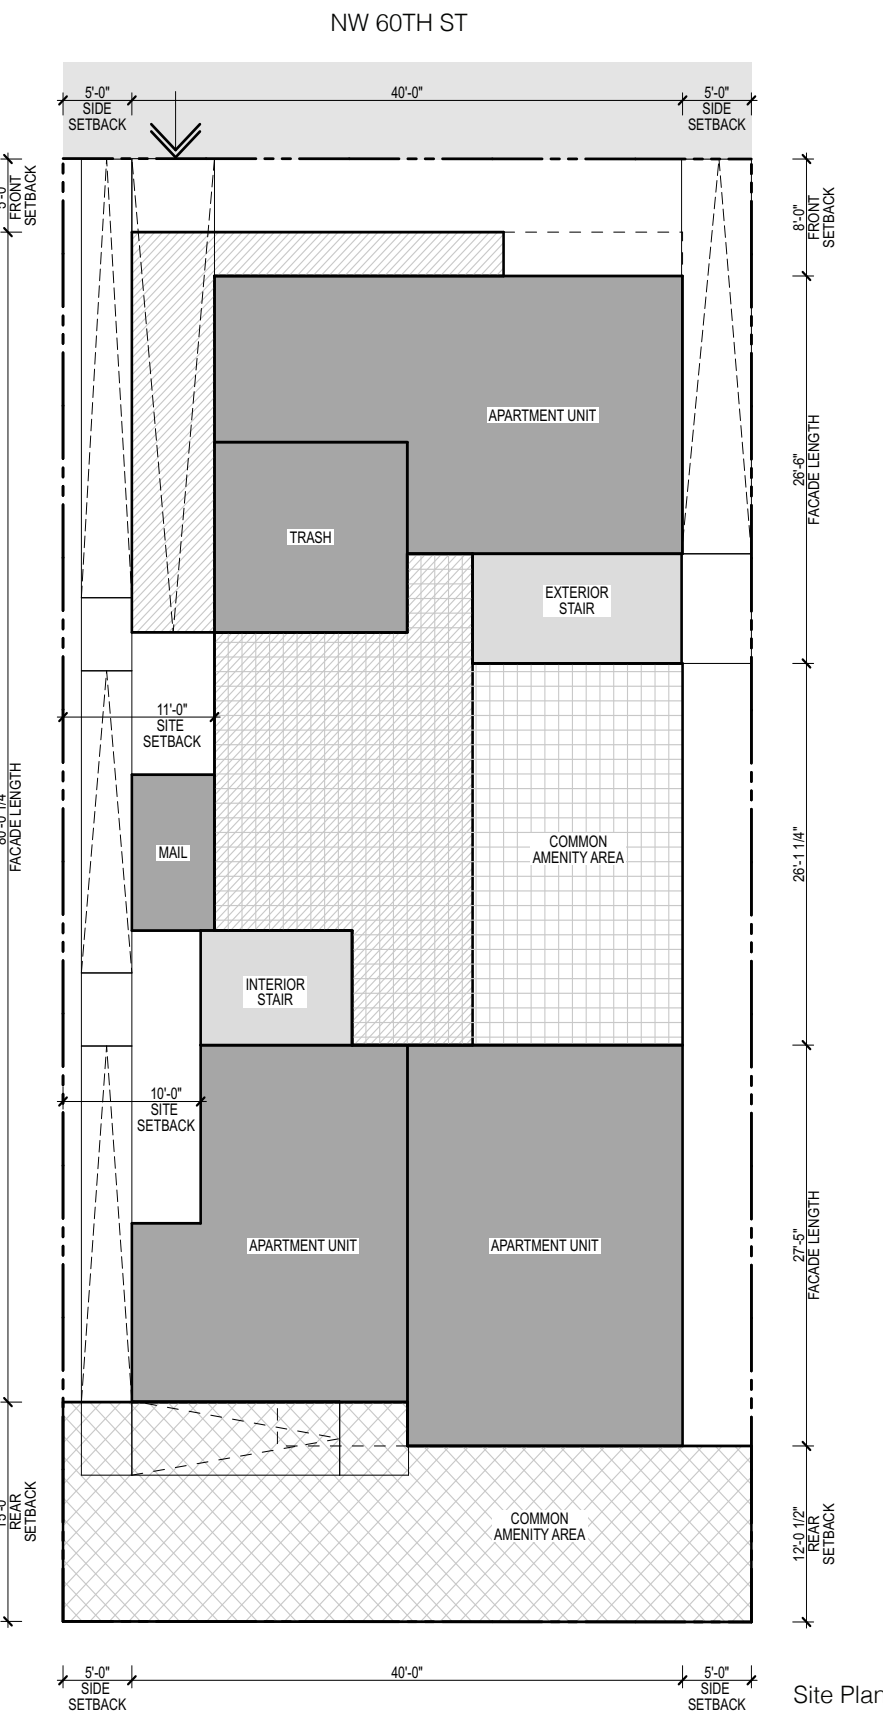 NW 60TH ST
5'-0"
SIDE
SETBACK
40'-0"
5'-0"
SIDE
SETBACK
FRONT
SETBACK
8'-0"
FRONT
SETBACK
APARTMENT UNIT
26'-6"
FACADE LENGTH
TRASH
EXTERIOR
STAIR
11'-0"
SITE
SETBACK
FACADE LENGTH
MAIL
COMMON
AMENITY AREA
26'-1 1/4"
INTERIOR
STAIR
10'-0"
SITE
SETBACK
APARTMENT UNIT
APARTMENT UNIT
27'-5"
FACADE LENGTH
REAR
SETBACK
COMMON
AMENITY AREA
12'-0 1/2"
REAR
SETBACK
5'-0"
SIDE
SETBACK
40'-0"
5'-0"
SIDE
SETBACK
Site Plan